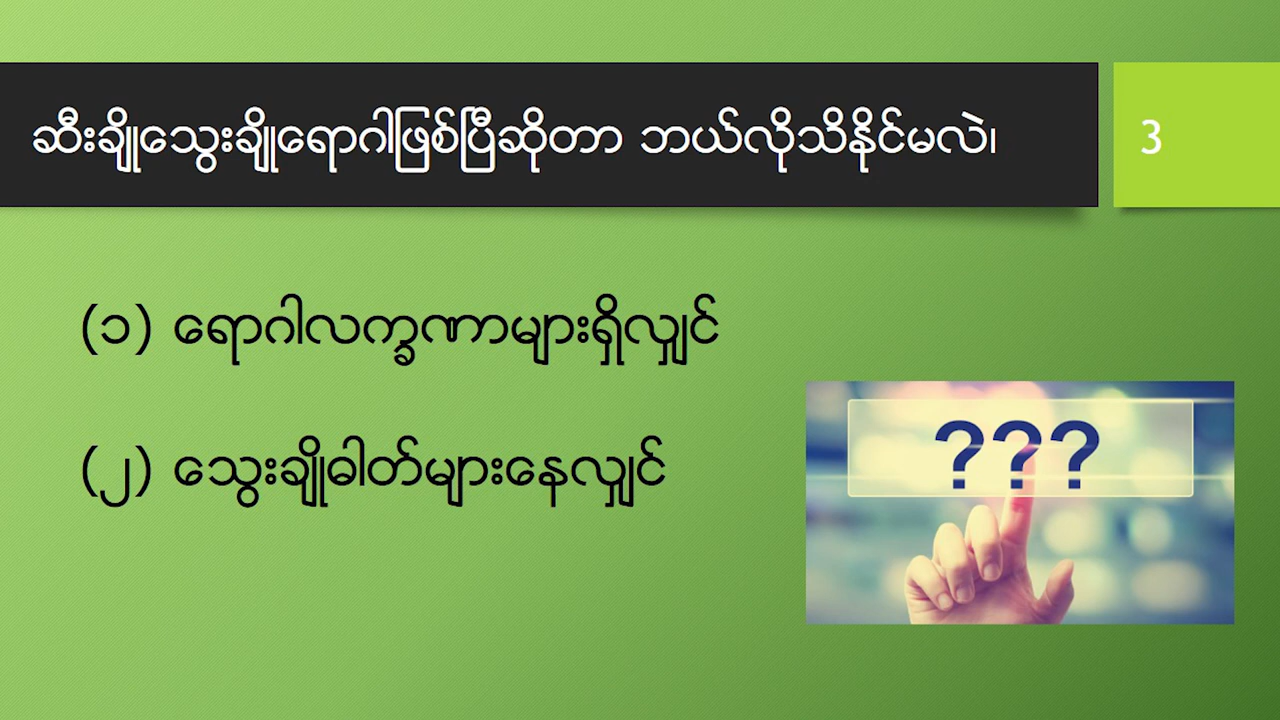 ဆီးချိုသွေးချိုရောဂါဖြစ်ပြီဆိုတာ ဘယ်လိုသိနိုင်မလဲ၊
3
(၁) ရောဂါလက္ခဏာများရှိလျှင်
(၂) သွေးချိုဓါတ်များနေလျှင်
???